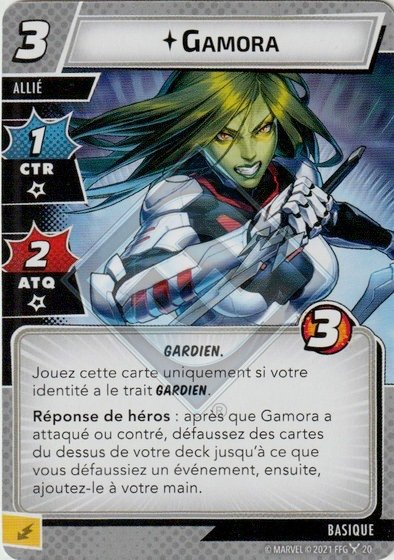 3
Gamora
ALLIÉ
1
CTR
2
ATQ
3
GARDIEN.
Jouez cette carte uniquement si votre
identité a le trait GARDIEN.
Réponse de héros : après que Gamora a
attaqué ou contré, défaussez des cartes
du dessus de votre deck jusqu'à ce que
vous défaussiez un événement, ensuite,
ajoutez-le à votre main.
BASIQUE
© MARVEL © 2021 FFG 20